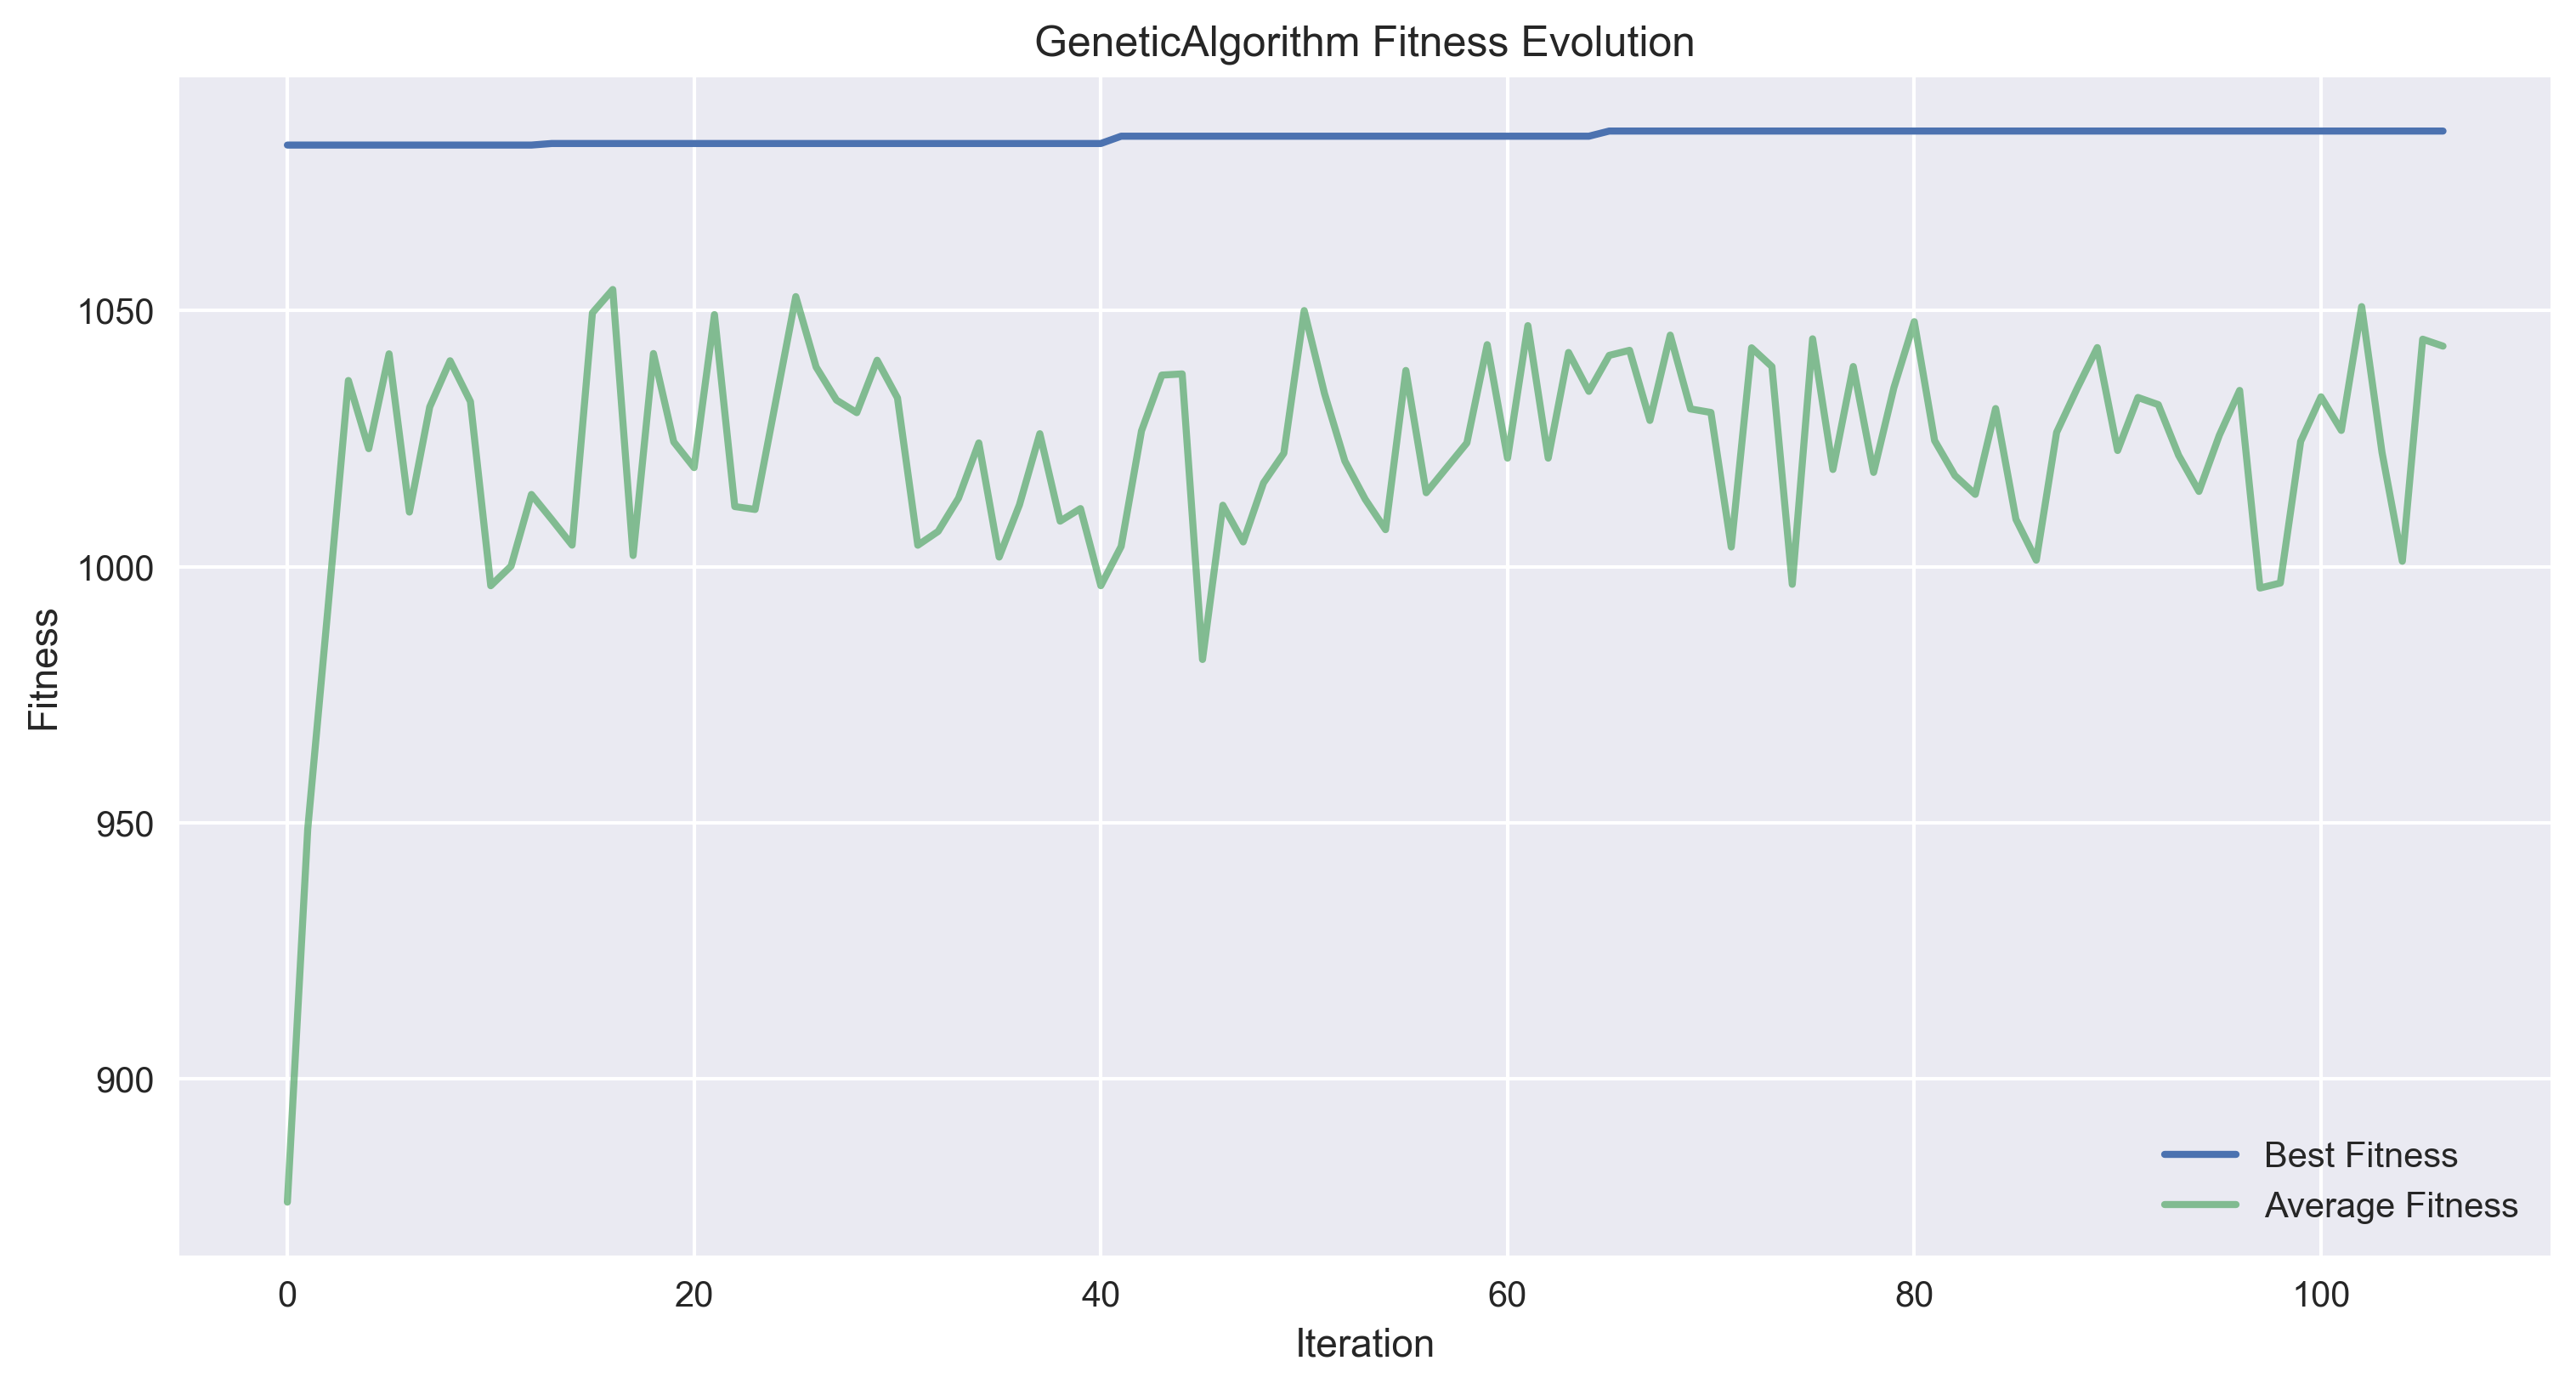 GeneticAlgorithm Fitness Evolution
1050
1000
950
900
Fitness
0 20 40 60 80 100
Iteration
Best Fitness
Average Fitness